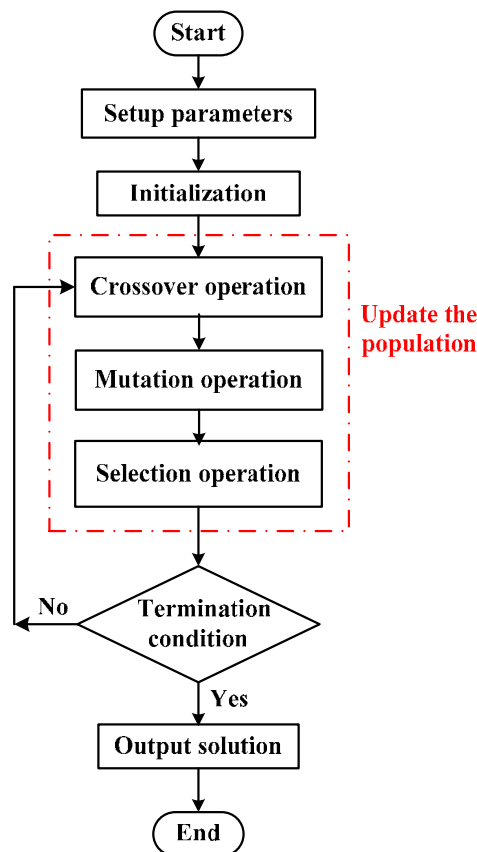 Start
Setup parameters
Initialization
Crossover operation
Update the
population
Mutation operation
Selection operation
No
Termination
condition
Yes
Output solution
End